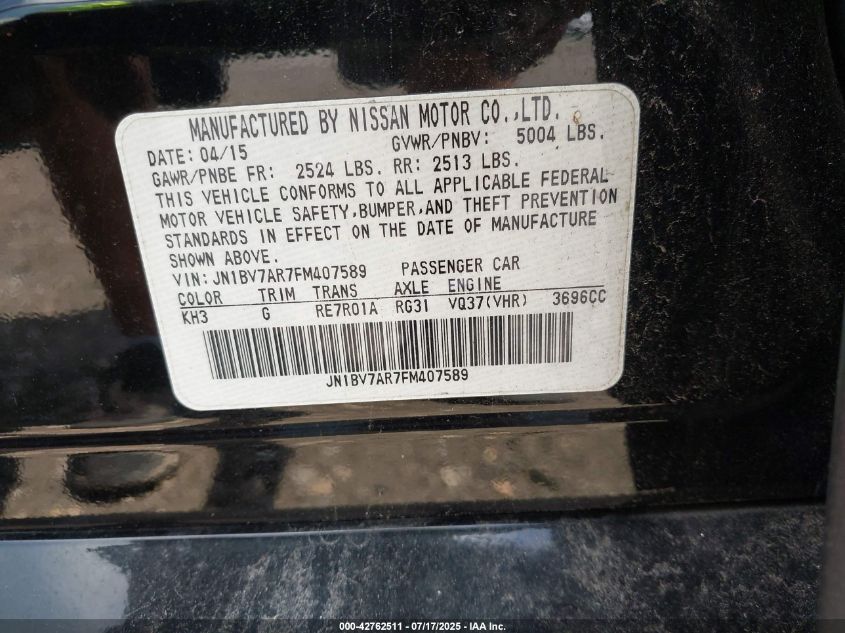 MANUFACTURED BY NISSAN MOTOR CO.,LTD.
DATE: 04/15 GVWR/PNBV: 5004 LBS.
GAWR/PNBE FR: 2524 LBS. RR: 2513 LBS.
THIS VEHICLE CONFORMS TO ALL APPLICABLE FEDERAL
MOTOR VEHICLE SAFETY,BUMPER,AND THEFT PREVENTION
STANDARDS IN EFFECT ON THE DATE OF MANUFACTURE
SHOWN ABOVE.
VIN: JN1BV7AR7FM407589 PASSENGER CAR
COLOR TRIM TRANS AXLE ENGINE
KH3 G RE7R01A RG31 VQ37(VHR) 3696CC
JN1BV7AR7FM407589
000-42762511 - 07/17/2025 - IAA Inc.